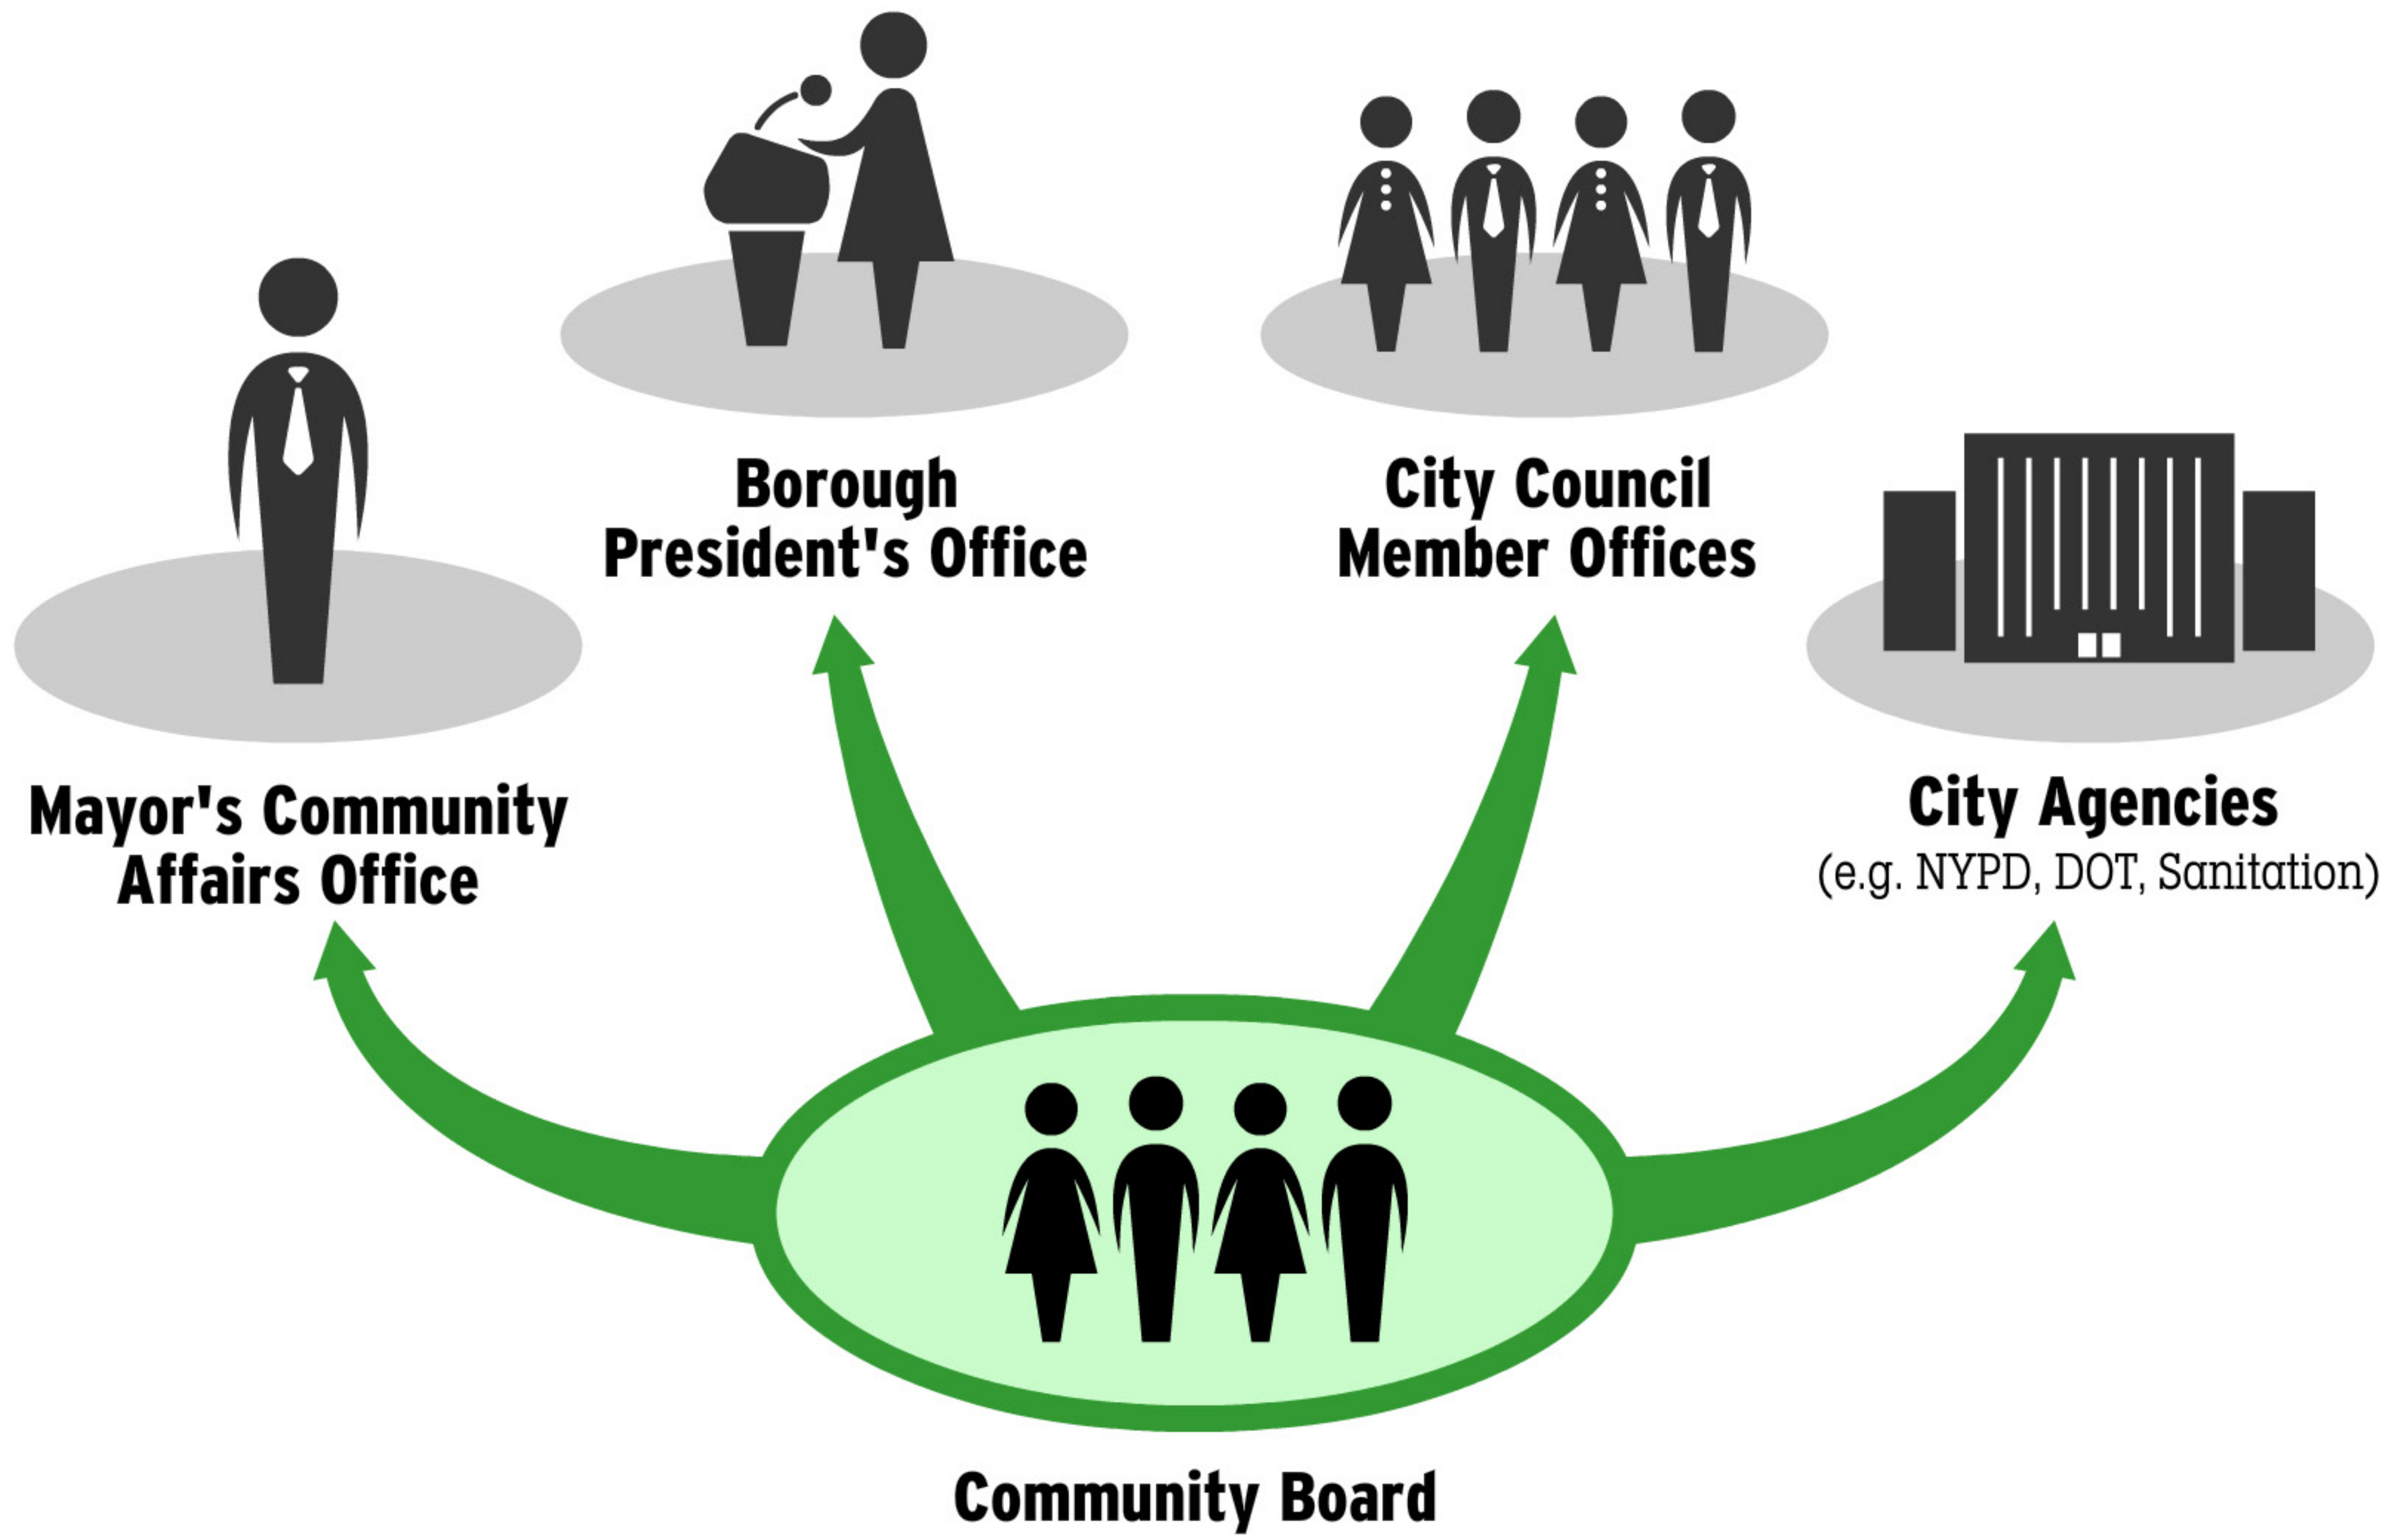 Borough
President's Office
City Council
Member Offices
Mayor's Community
Affairs Office
City Agencies
(e.g. NYPD, DOT, Sanitation)
Community Board